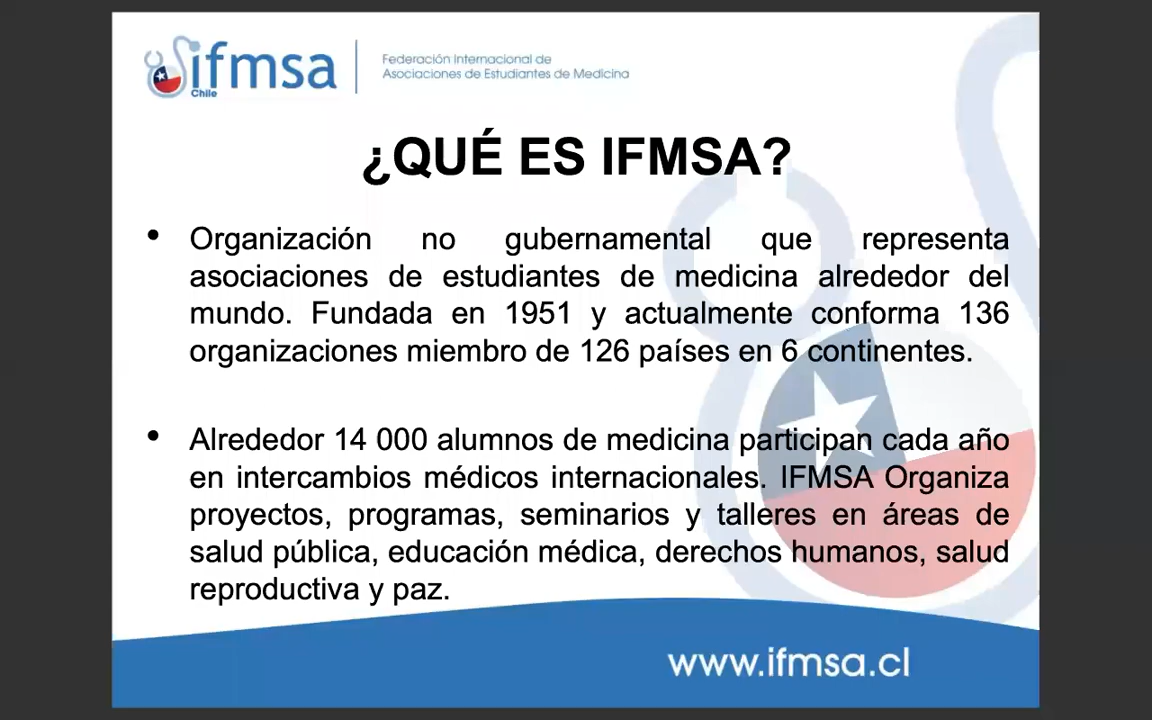 ifmsa
Chile
Federación Internacional de
Asociaciones de Estudiantes de Medicina
¿QUÉ ES IFMSA?
• Organización no gubernamental que representa
asociaciones de estudiantes de medicina alrededor del
mundo. Fundada en 1951 y actualmente conforma 136
organizaciones miembro de 126 países en 6 continentes.
• Alrededor 14 000 alumnos de medicina participan cada año
en intercambios médicos internacionales. IFMSA Organiza
proyectos, programas, seminarios y talleres en áreas de
salud pública, educación médica, derechos humanos, salud
reproductiva y paz.
www.ifmsa.cl